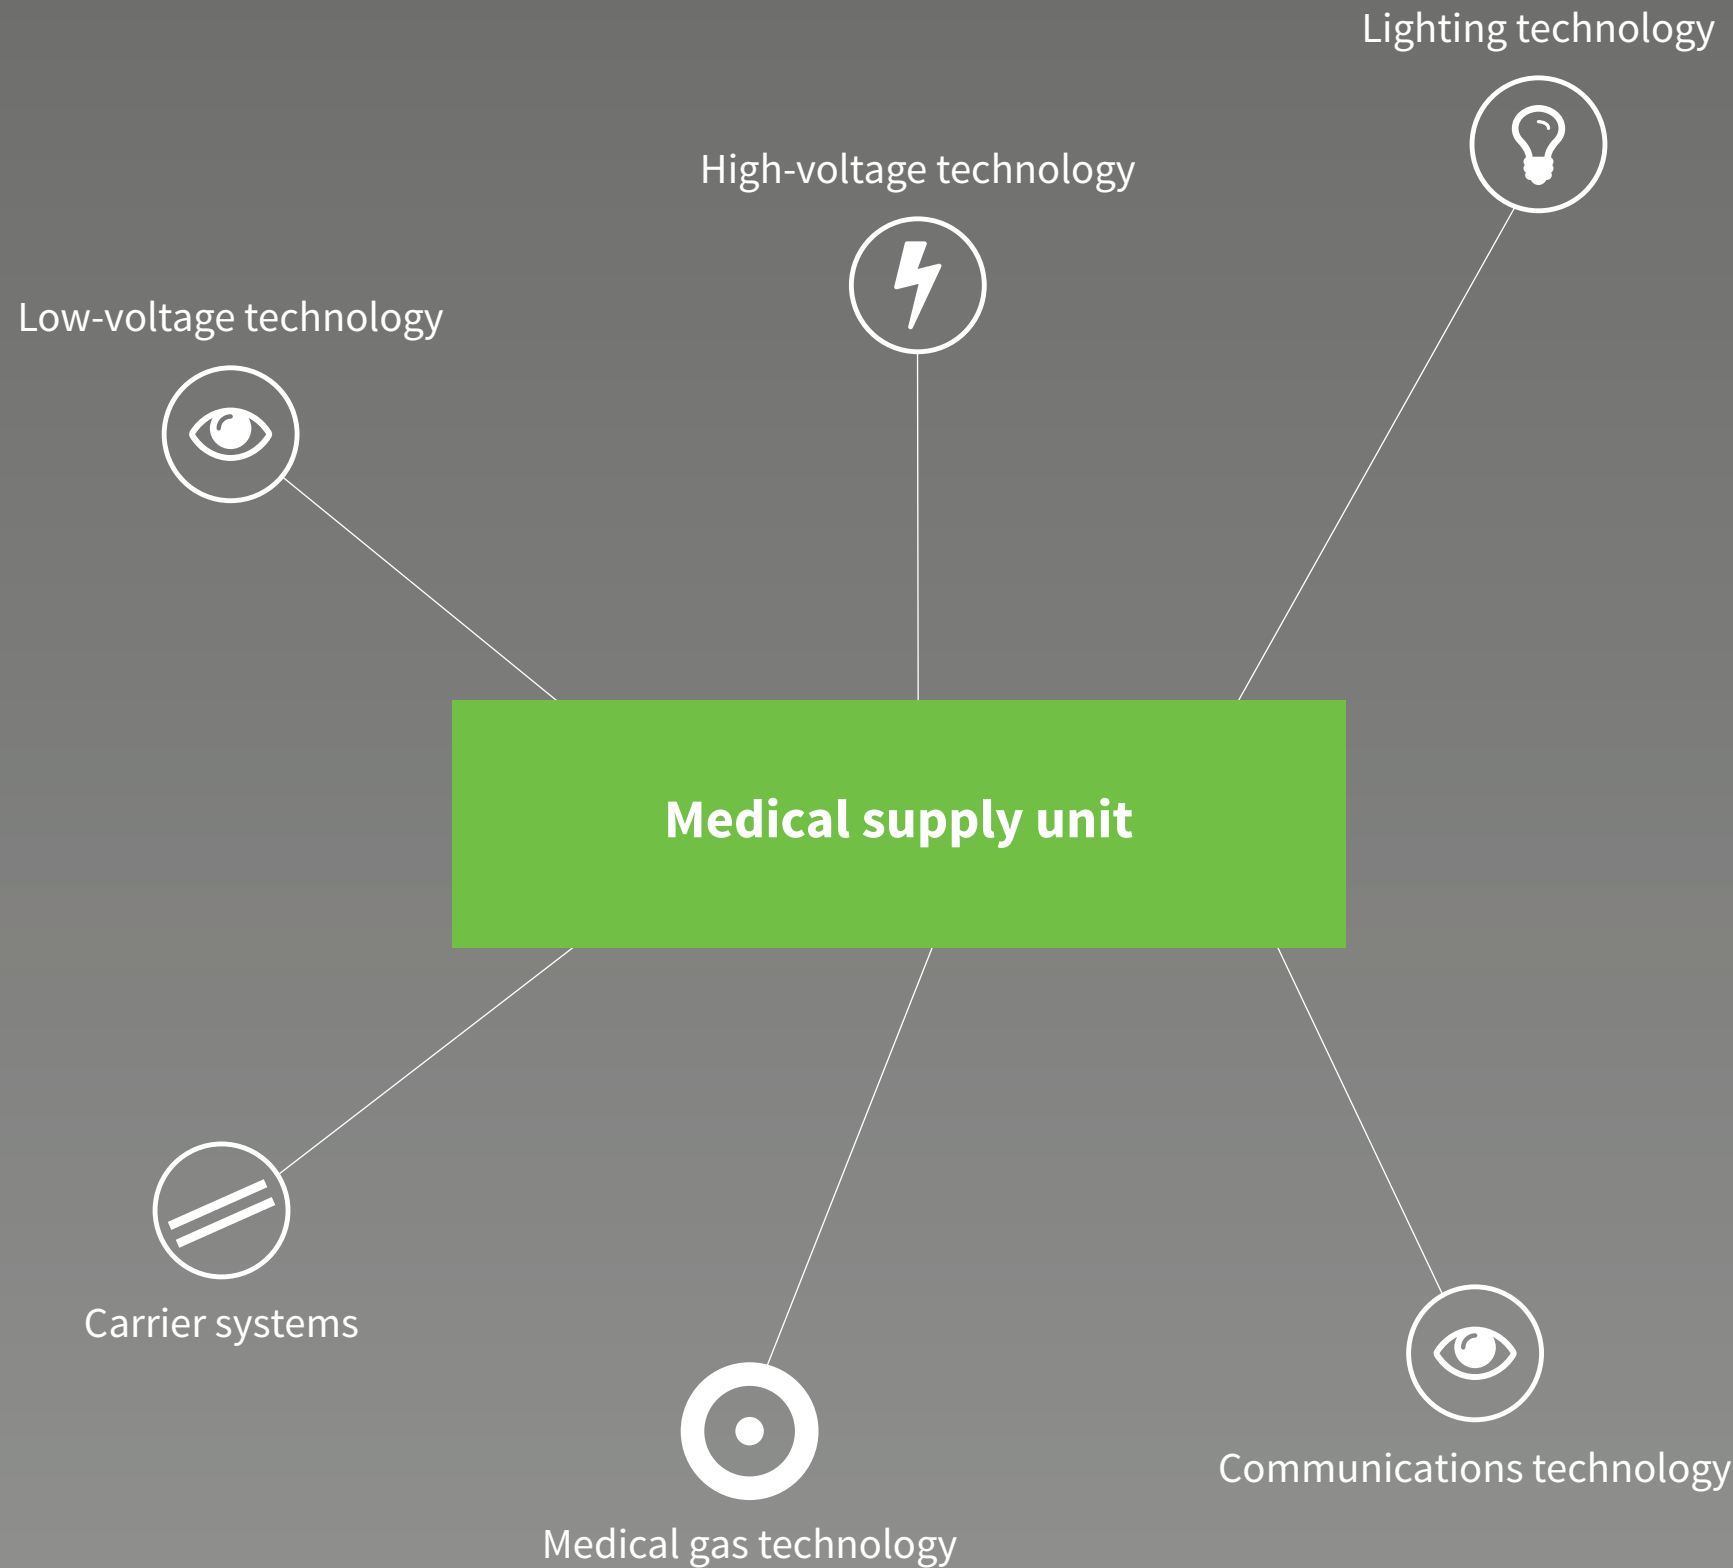 Lighting technology
High-voltage technology
Low-voltage technology
Medical supply unit
Carrier systems
Communications technology
Medical gas technology